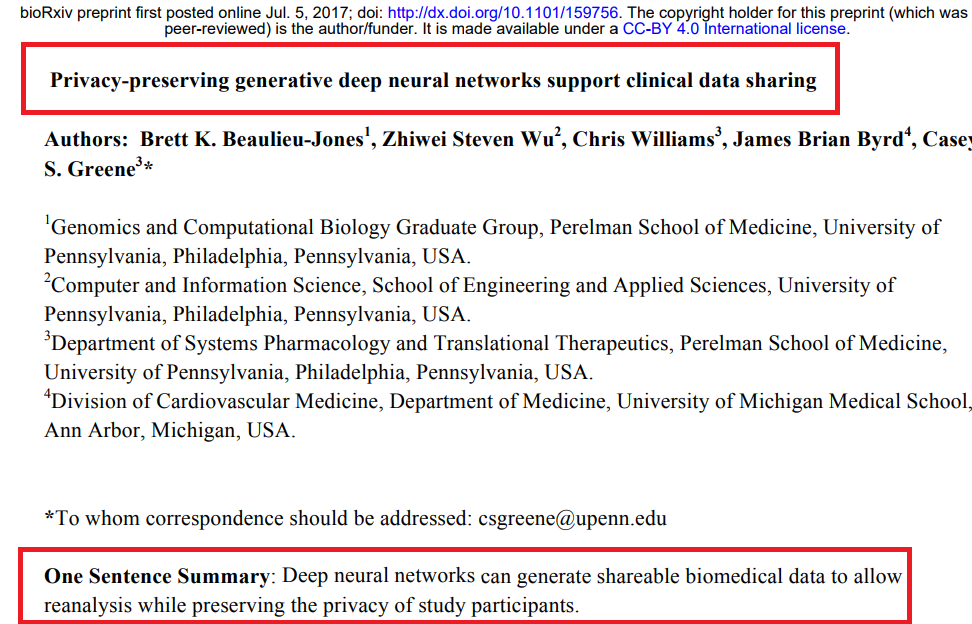 bioRxiv preprint first posted online Jul. 5, 2017; doi: http://dx.doi.org/10.1101/159756. The copyright holder for this preprint (which was
peer-reviewed) is the author/funder. It is made available under a CC-BY 4.0 International license.
Privacy-preserving generative deep neural networks support clinical data sharing
Authors: Brett K. Beaulieu-Jones1, Zhiwei Steven Wu2, Chris Williams3, James Brian Byrd4, Casey
S. Greene3*
1Genomics and Computational Biology Graduate Group, Perelman School of Medicine, University of
Pennsylvania, Philadelphia, Pennsylvania, USA.
2Computer and Information Science, School of Engineering and Applied Sciences, University of
Pennsylvania, Philadelphia, Pennsylvania, USA.
3Department of Systems Pharmacology and Translational Therapeutics, Perelman School of Medicine,
University of Pennsylvania, Philadelphia, Pennsylvania, USA.
4Division of Cardiovascular Medicine, Department of Medicine, University of Michigan Medical School,
Ann Arbor, Michigan, USA.
*To whom correspondence should be addressed: csgreene@upenn.edu
One Sentence Summary: Deep neural networks can generate shareable biomedical data to allow
reanalysis while preserving the privacy of study participants.